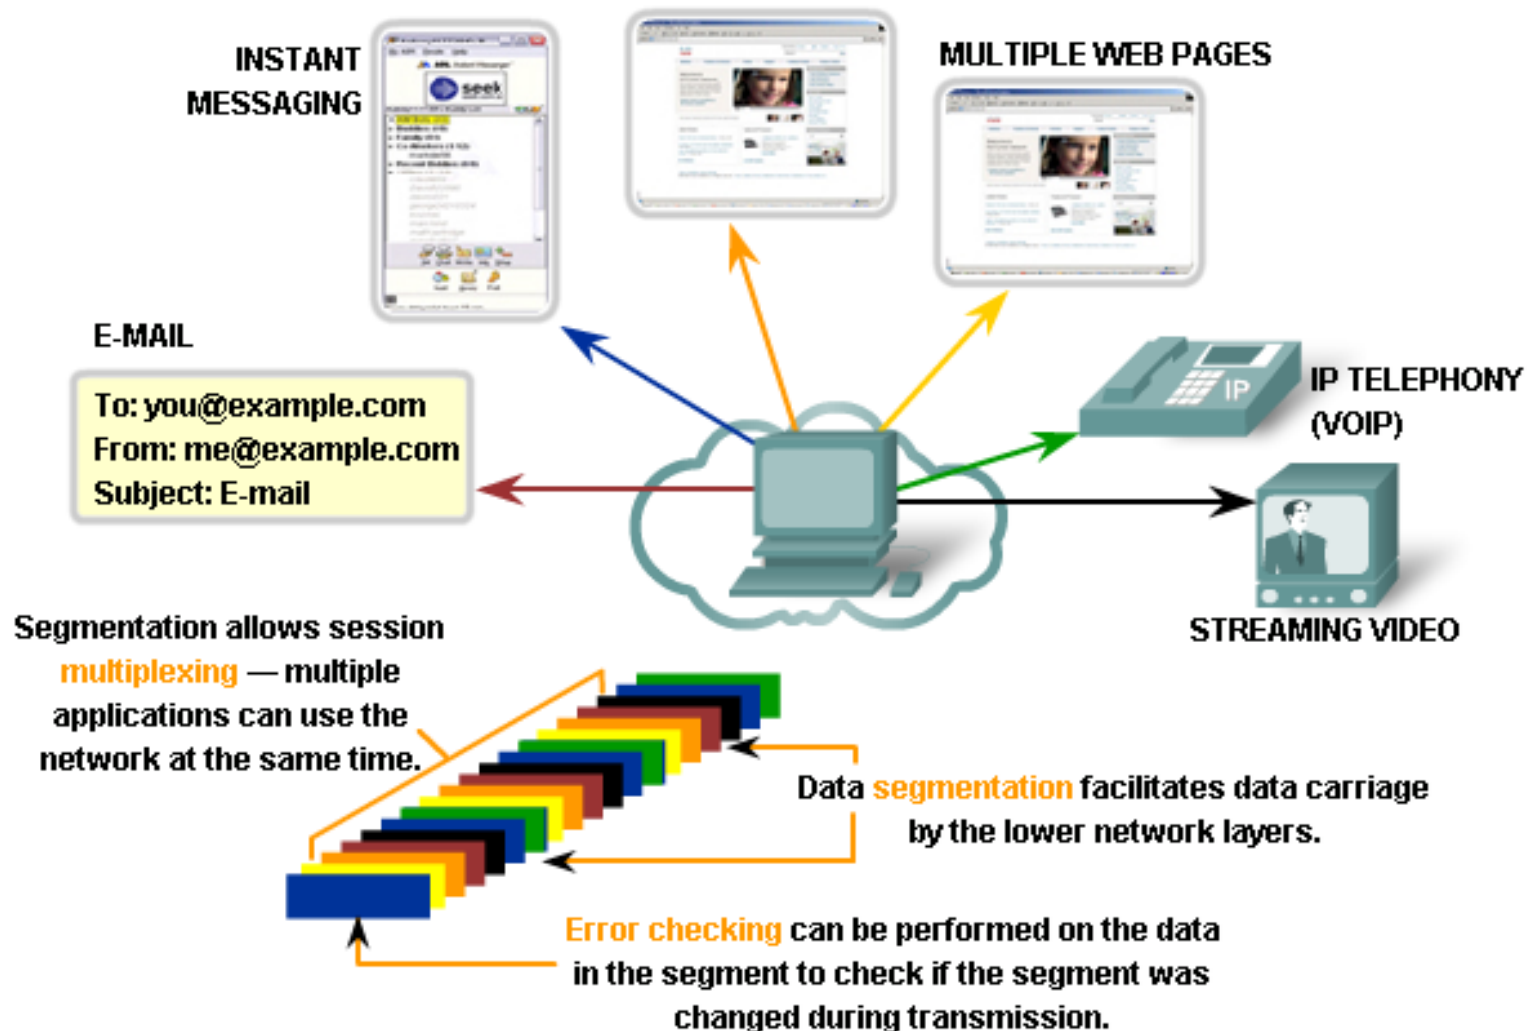 INSTANT
MESSAGING
seek
MULTIPLE WEB PAGES
E-MAIL
To: you@example.com
From: me@example.com
Subject: E-mail
IP
IP TELEPHONY
(VOIP)
STREAMING VIDEO
Segmentation allows session
multiplexing — multiple
applications can use the
network at the same time.
Data segmentation facilitates data carriage
by the lower network layers.
Error checking can be performed on the data
in the segment to check if the segment was
changed during transmission.